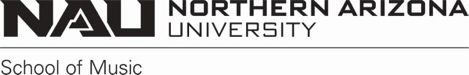 NAU NORTHERN ARIZONA
UNIVERSITY
School of Music